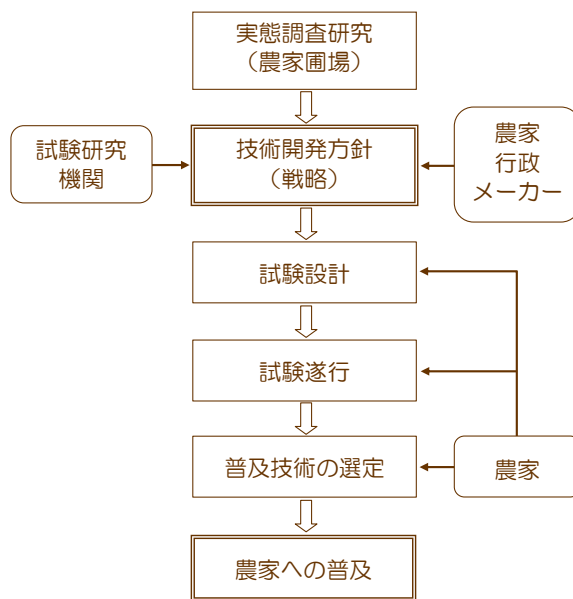 実態調査研究
（農家圃場）
試験研究
機関
技術開発方針
（戦略）
農家
行政
メーカー
試験設計
試験遂行
普及技術の選定
農家
農家への普及